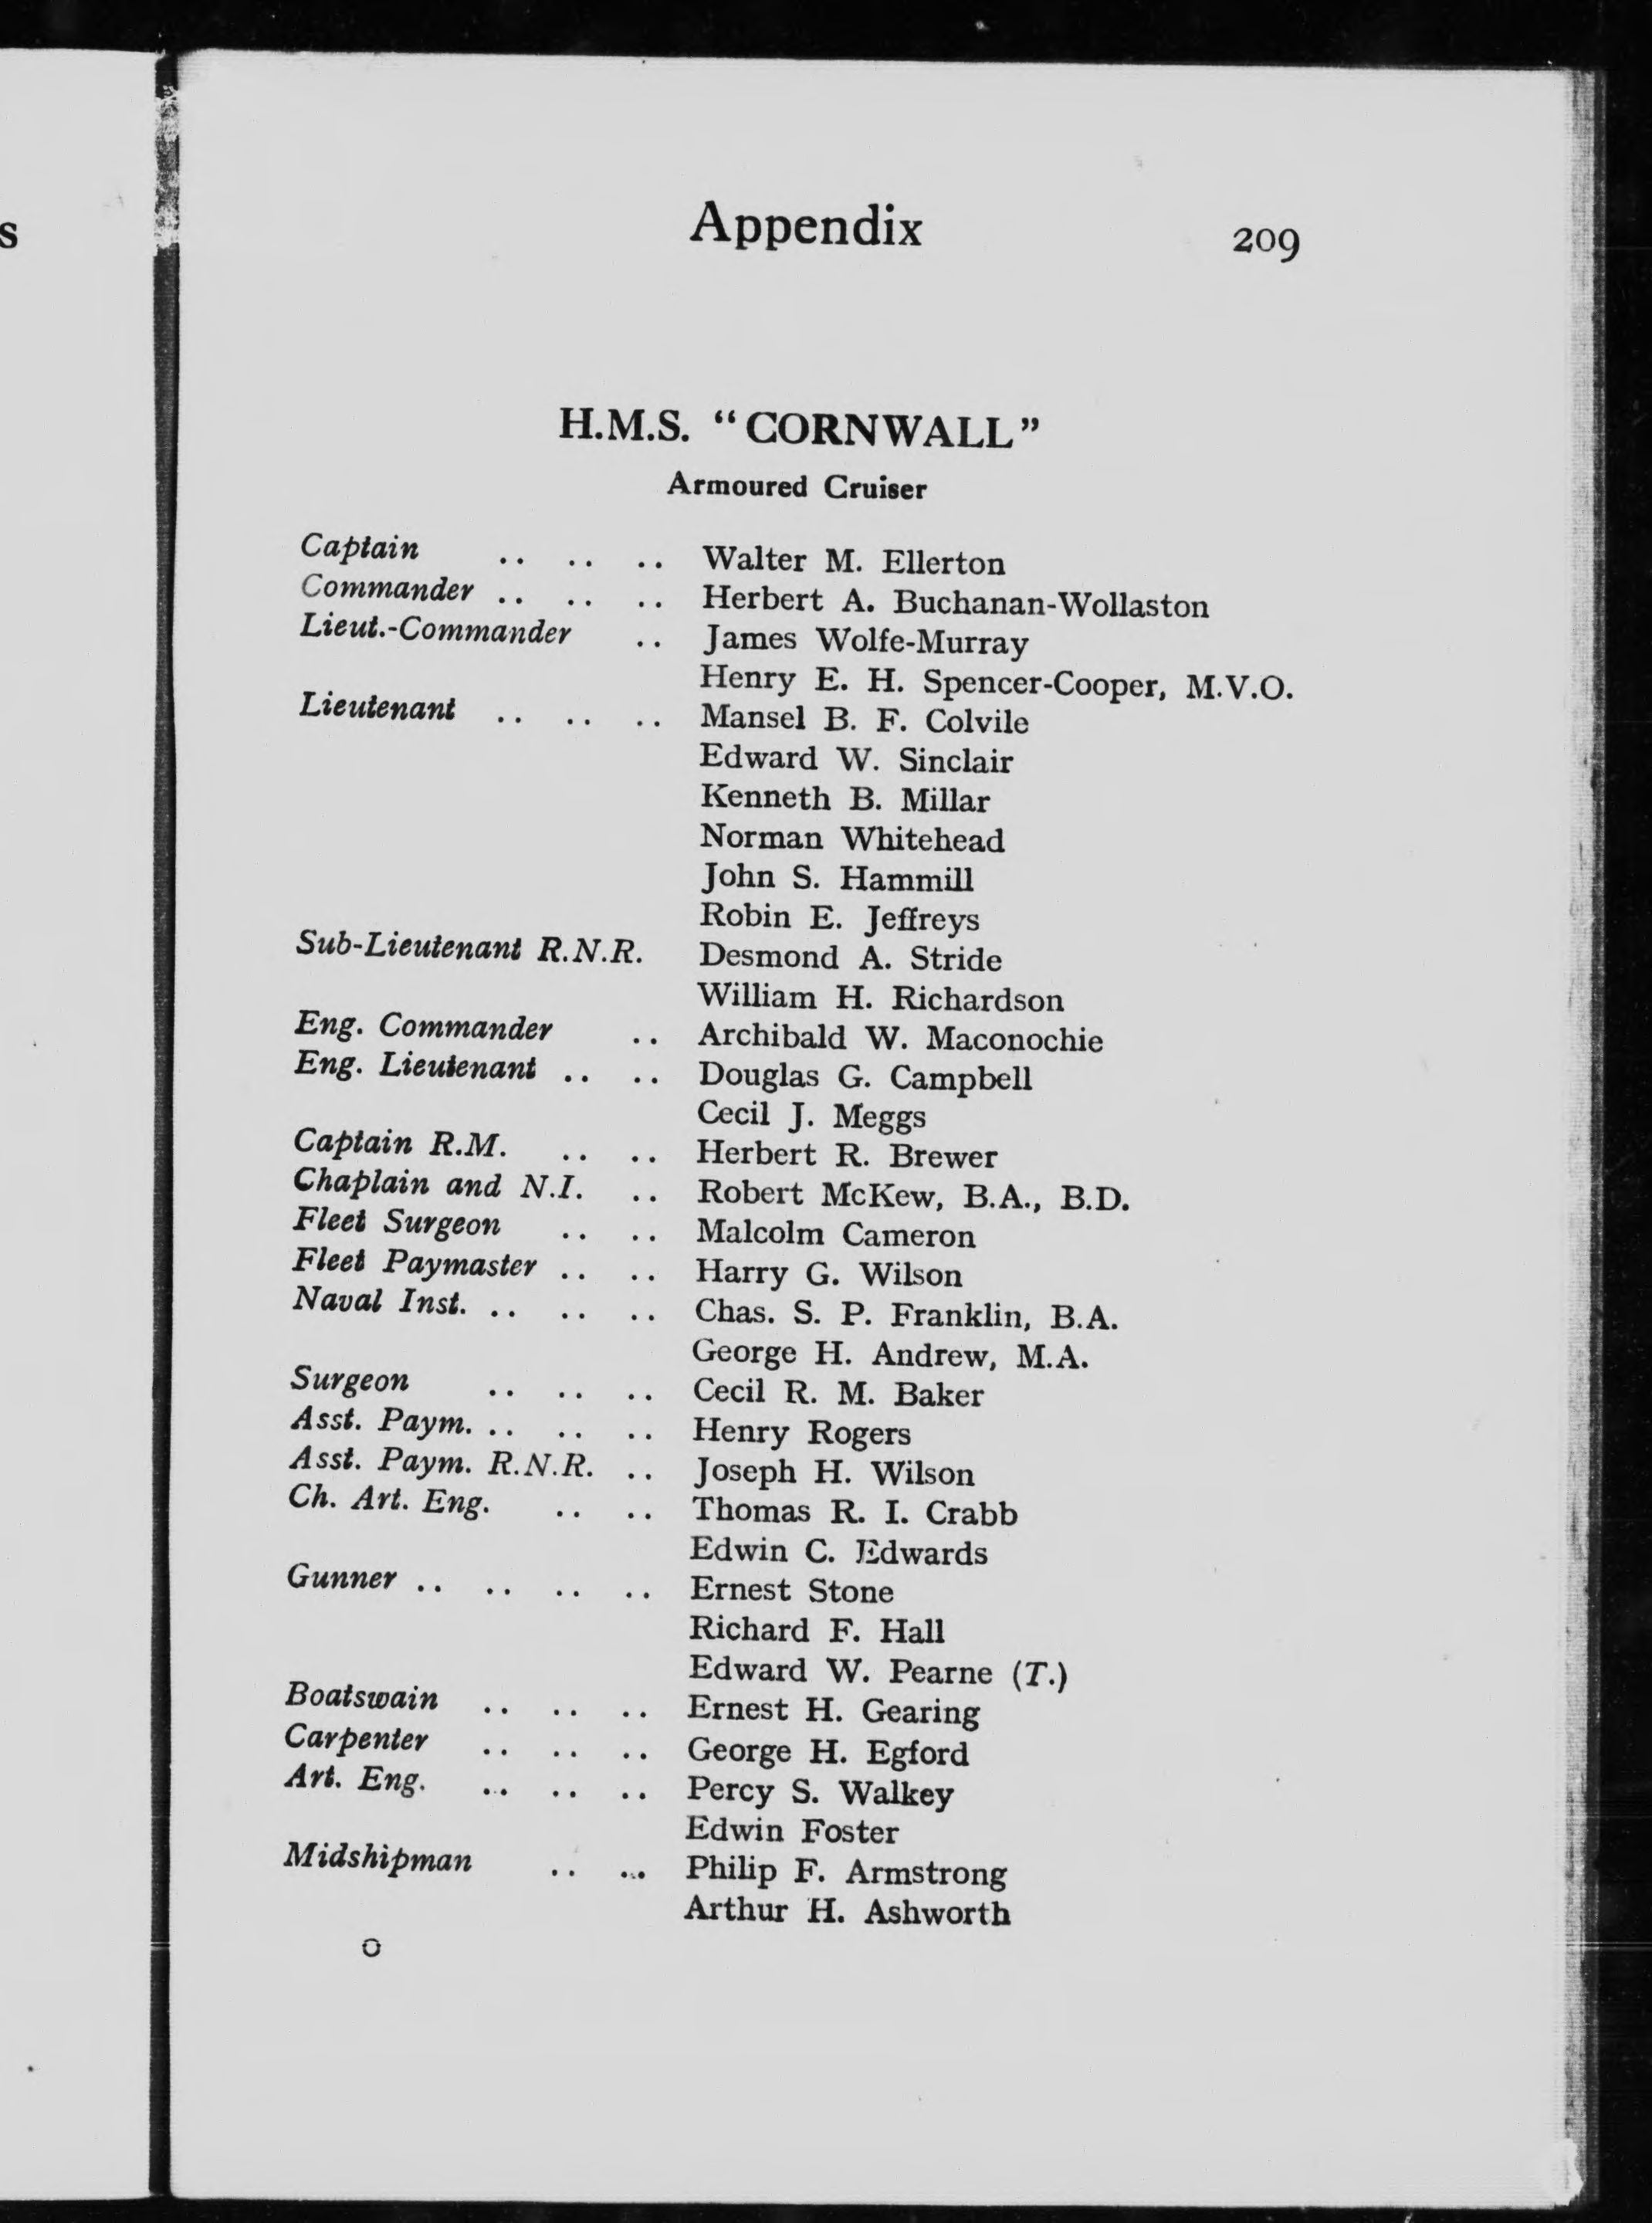 s
Appendix 209
H.M.S. “CORNWALL”
Armoured Cruiser
Captain .. .. .. Walter M. Ellerton
Commander .. .. .. Herbert A. Buchanan-Wollaston
Lieut.-Commander .. James Wolfe-Murray
Henry E. H. Spencer-Cooper, M.V.O.
Lieutenant .. .. .. Mansel B. F. Colvile
Edward W. Sinclair
Kenneth B. Millar
Norman Whitehead
John S. Hammill
Robin E. Jeffreys
Sub-Lieutenant R.N.R. Desmond A. Stride
William H. Richardson
Eng. Commander .. Archibald W. Maconochie
Eng. Lieutenant .. .. Douglas G. Campbell
Cecil J. Meggs
Captain R.M. .. .. Herbert R. Brewer
Chaplain and N.I. .. Robert McKew, B.A., B.D.
Fleet Surgeon .. .. Malcolm Cameron
Fleet Paymaster .. .. Harry G. Wilson
Naval Inst. .. .. .. Chas. S. P. Franklin, B.A.
George H. Andrew, M.A.
Surgeon .. .. .. Cecil R. M. Baker
Asst. Paym. .. .. .. Henry Rogers
Asst. Paym. R.N.R. .. Joseph H. Wilson
Ch. Art. Eng. .. .. Thomas R. I. Crabb
Edwin C. Edwards
Gunner .. .. .. .. Ernest Stone
Richard F. Hall
Edward W. Pearne (T.)
Boatswain .. .. .. Ernest H. Gearing
Carpenter .. .. .. George H. Egford
Art. Eng. .. .. .. Percy S. Walkey
Edwin Foster
Midshipman .. .. Philip F. Armstrong
Arthur H. Ashworth
O